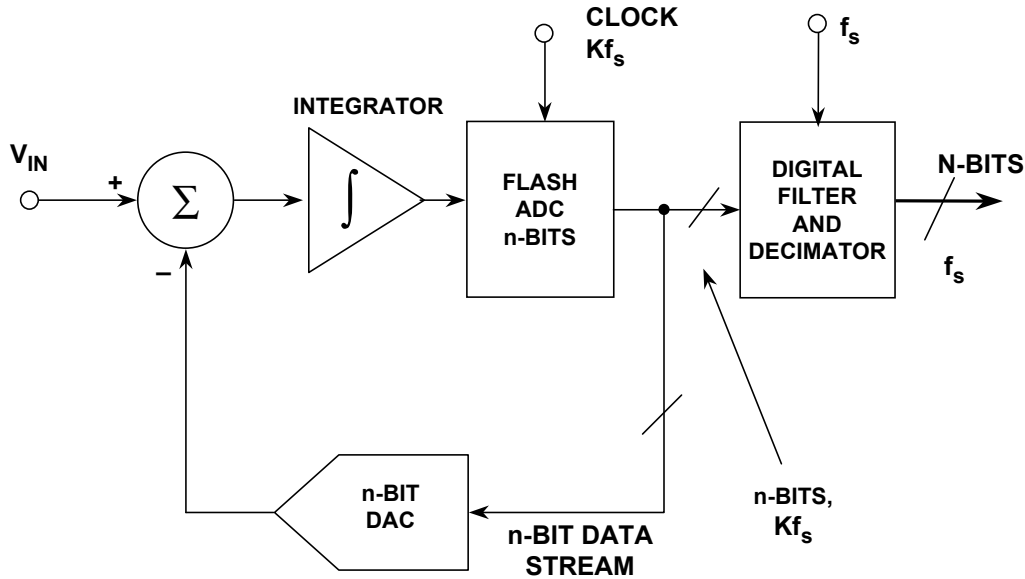 CLOCK
Kfs
fs
INTEGRATOR
VIN
+
Σ
–
∫
FLASH
ADC
n-BITS
DIGITAL
FILTER
AND
DECIMATOR
N-BITS
fs
n-BIT
DAC
n-BIT DATA
STREAM
n-BITS,
Kfs